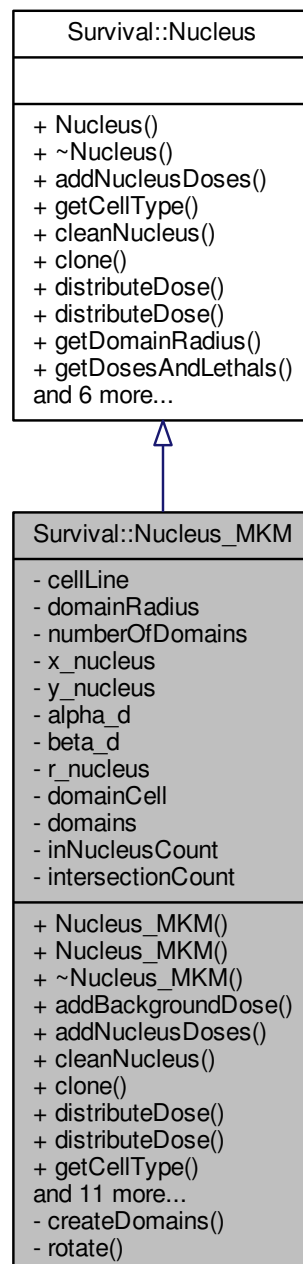 Survival::Nucleus
+ Nucleus()
+ ~Nucleus()
+ addNucleusDoses()
+ getCellType()
+ cleanNucleus()
+ clone()
+ distributeDose()
+ distributeDose()
+ getDomainRadius()
+ getDosesAndLethals()
and 6 more...
Survival::Nucleus_MKM
- cellLine
- domainRadius
- numberOfDomains
- x_nucleus
- y_nucleus
- alpha_d
- beta_d
- r_nucleus
- domainCell
- domains
- inNucleusCount
- intersectionCount
+ Nucleus_MKM()
+ Nucleus_MKM()
+ ~Nucleus_MKM()
+ addBackgroundDose()
+ addNucleusDoses()
+ cleanNucleus()
+ clone()
+ distributeDose()
+ distributeDose()
+ getCellType()
and 11 more...
- createDomains()
- rotate()